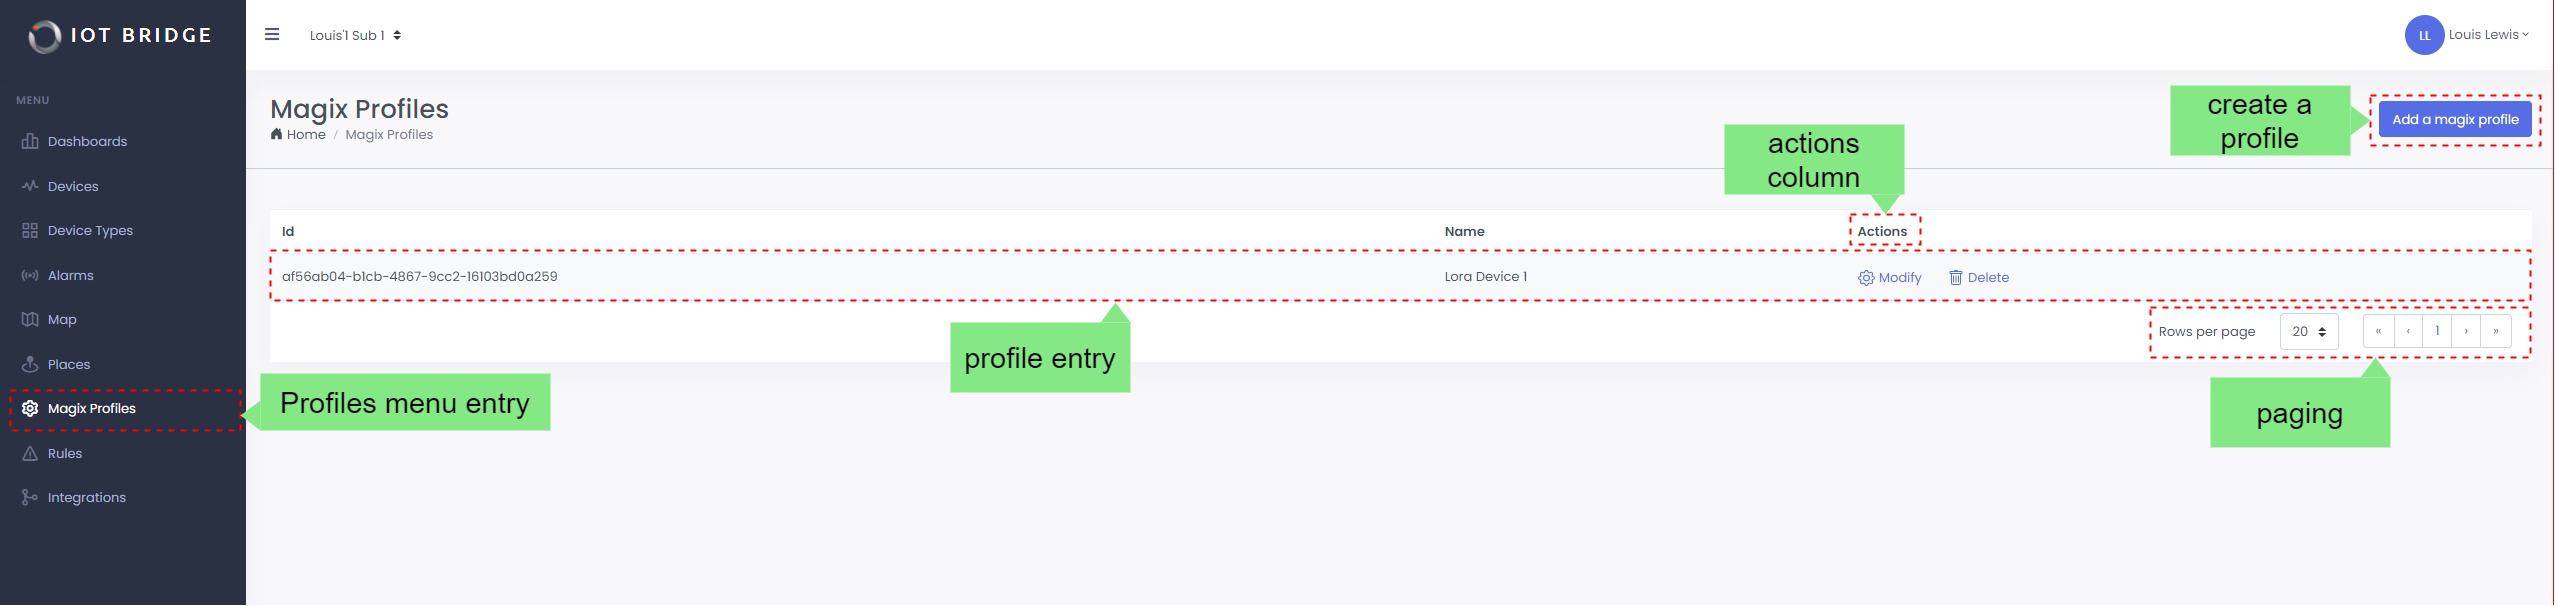 IOT BRIDGE
Louis'1 Sub 1
LL
Louis Lewis
MENU
Dashboards
Devices
Device Types
Alarms
Map
Places
Magix Profiles
Rules
Integrations
Profiles menu entry
Magix Profiles
Home / Magix Profiles
create a
profile
Add a magix profile
actions
column
Id
Name
Actions
af56ab04-b1cb-4867-9cc2-16103bd0a259
Lora Device 1
Modify
Delete
profile entry
Rows per page
20
« ‹ 1 › »
paging